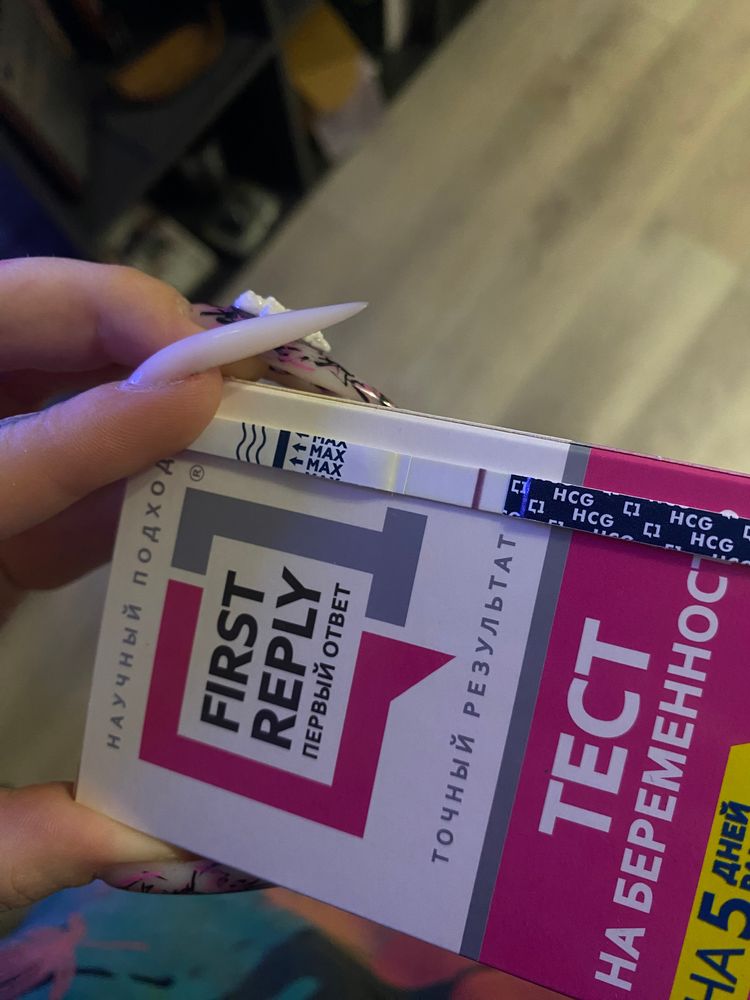 MAX
MAX
MAX
HCG
HCG
HCG
HCG
®
НАУЧНЫЙ ПОДХОД
FIRST
REPLY
ПЕРВЫЙ ОТВЕТ
ТОЧНЫЙ РЕЗУЛЬТАТ
ТЕСТ
НА БЕРЕМЕННОС
НА 5 ДНЕЙ